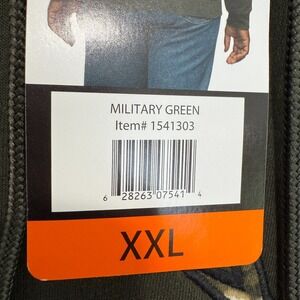 MILITARY GREEN
Item# 1541303
6 28263 07541 4
XXL